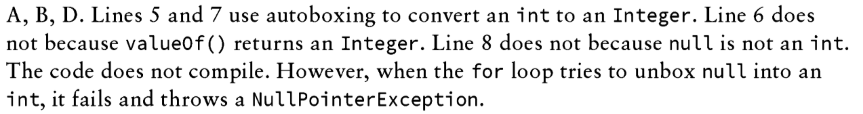 A, B, D. Lines 5 and 7 use autoboxing to convert an int to an Integer. Line 6 does
not because valueOf() returns an Integer. Line 8 does not because null is not an int.
The code does not compile. However, when the for loop tries to unbox null into an
int, it fails and throws a NullPointerException.